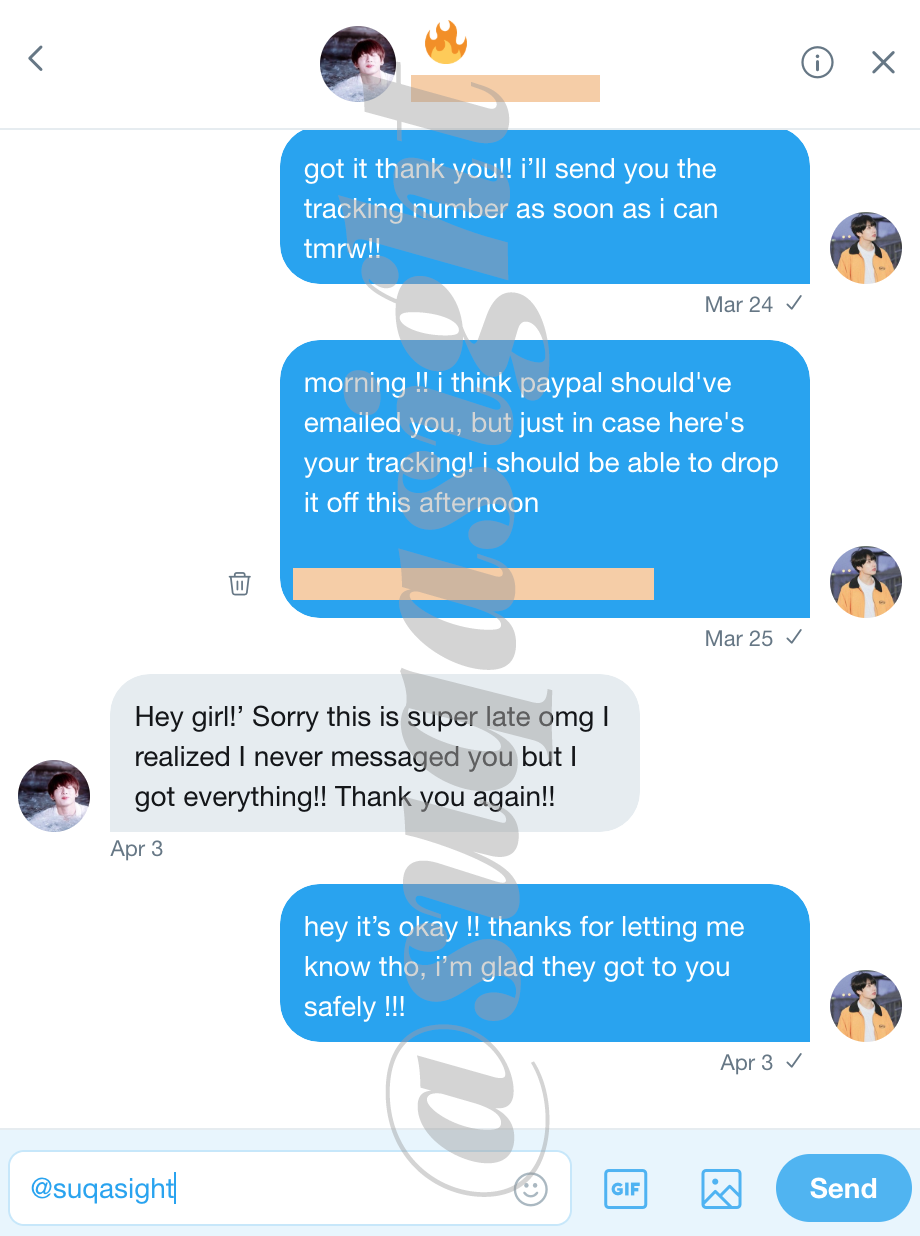 🔥
got it thank you!! i’ll send you the
tracking number as soon as i can
tmrw!!
Mar 24 ✓
morning !! i think paypal should've
emailed you, but just in case here's
your tracking! i should be able to drop
it off this afternoon
Mar 25 ✓
Hey girl!’ Sorry this is super late omg I
realized I never messaged you but I
got everything!! Thank you again!!
Apr 3
hey it’s okay !! thanks for letting me
know tho, i’m glad they got to you
safely !!!
Apr 3 ✓
@suqasight
GIF
Send
@suqasight